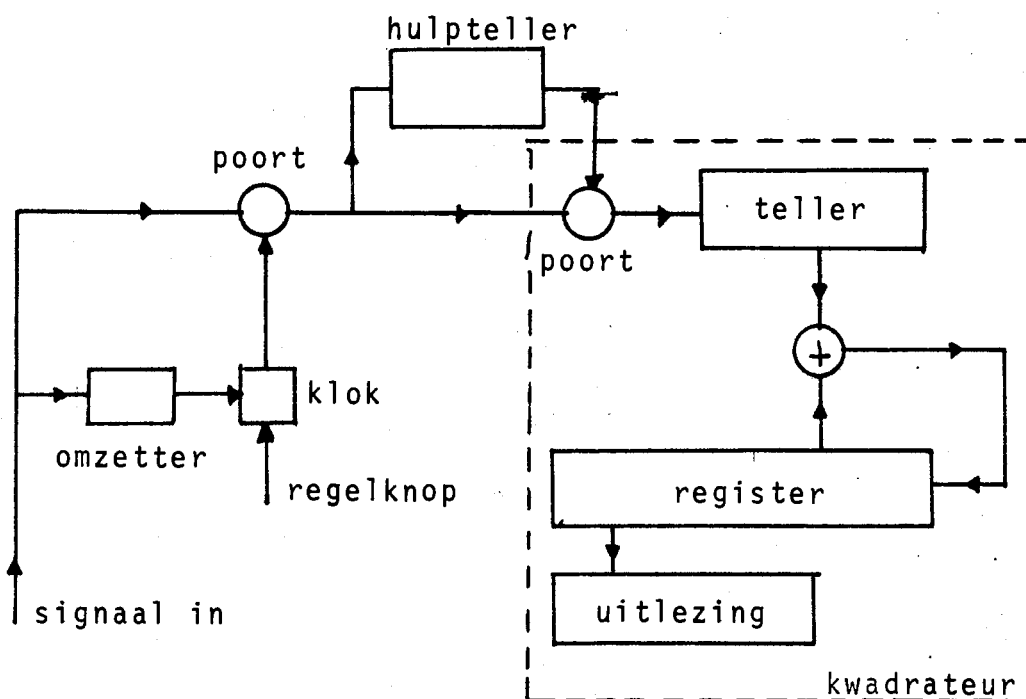 hulpteller
poort
teller
poort
+
klok
omzetter
regelknop
register
signaal in
uitlezing
kwadrateur